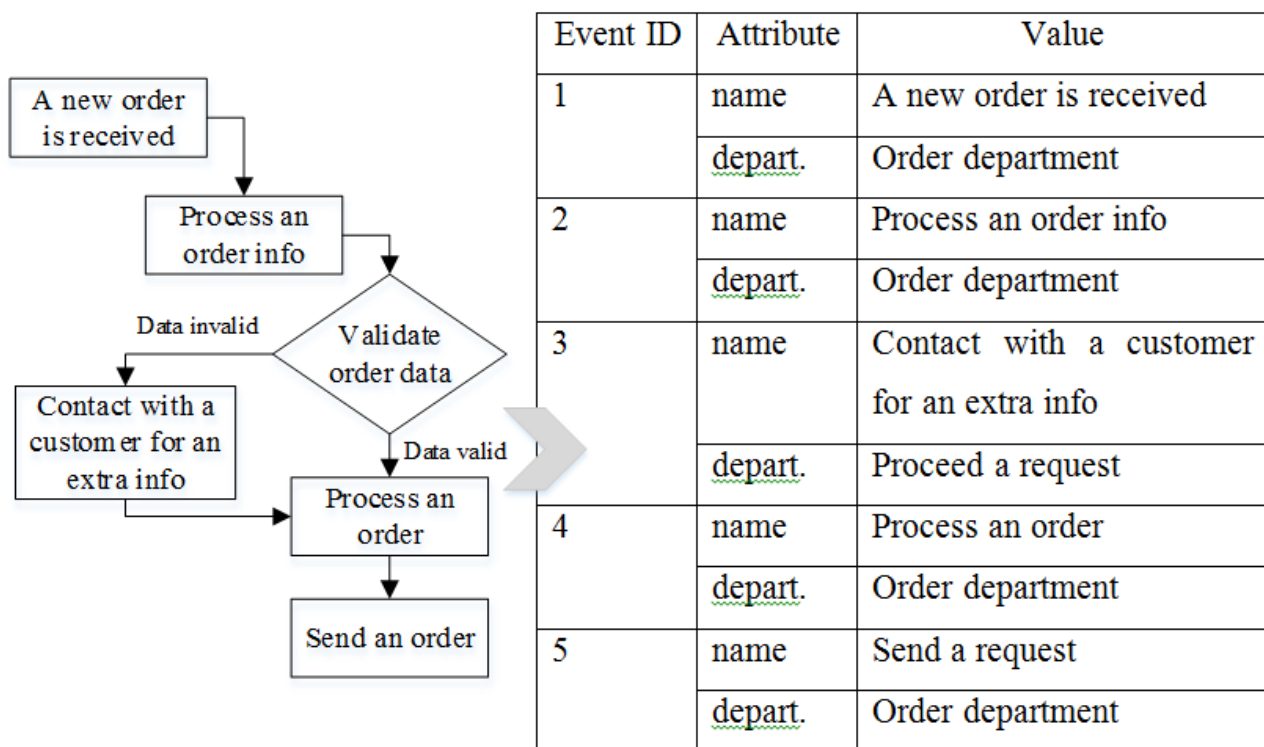 A new order
is received
Process an
order info
Data invalid
Validate
order data
Contact with a
customer for an
extra info
Data valid
Process an
order
Send an order
Event ID Attribute Value
1 name A new order is received
depart. Order department
2 name Process an order info
depart. Order department
3 name Contact with a customer
for an extra info
depart. Proceed a request
4 name Process an order
depart. Order department
5 name Send a request
depart. Order department